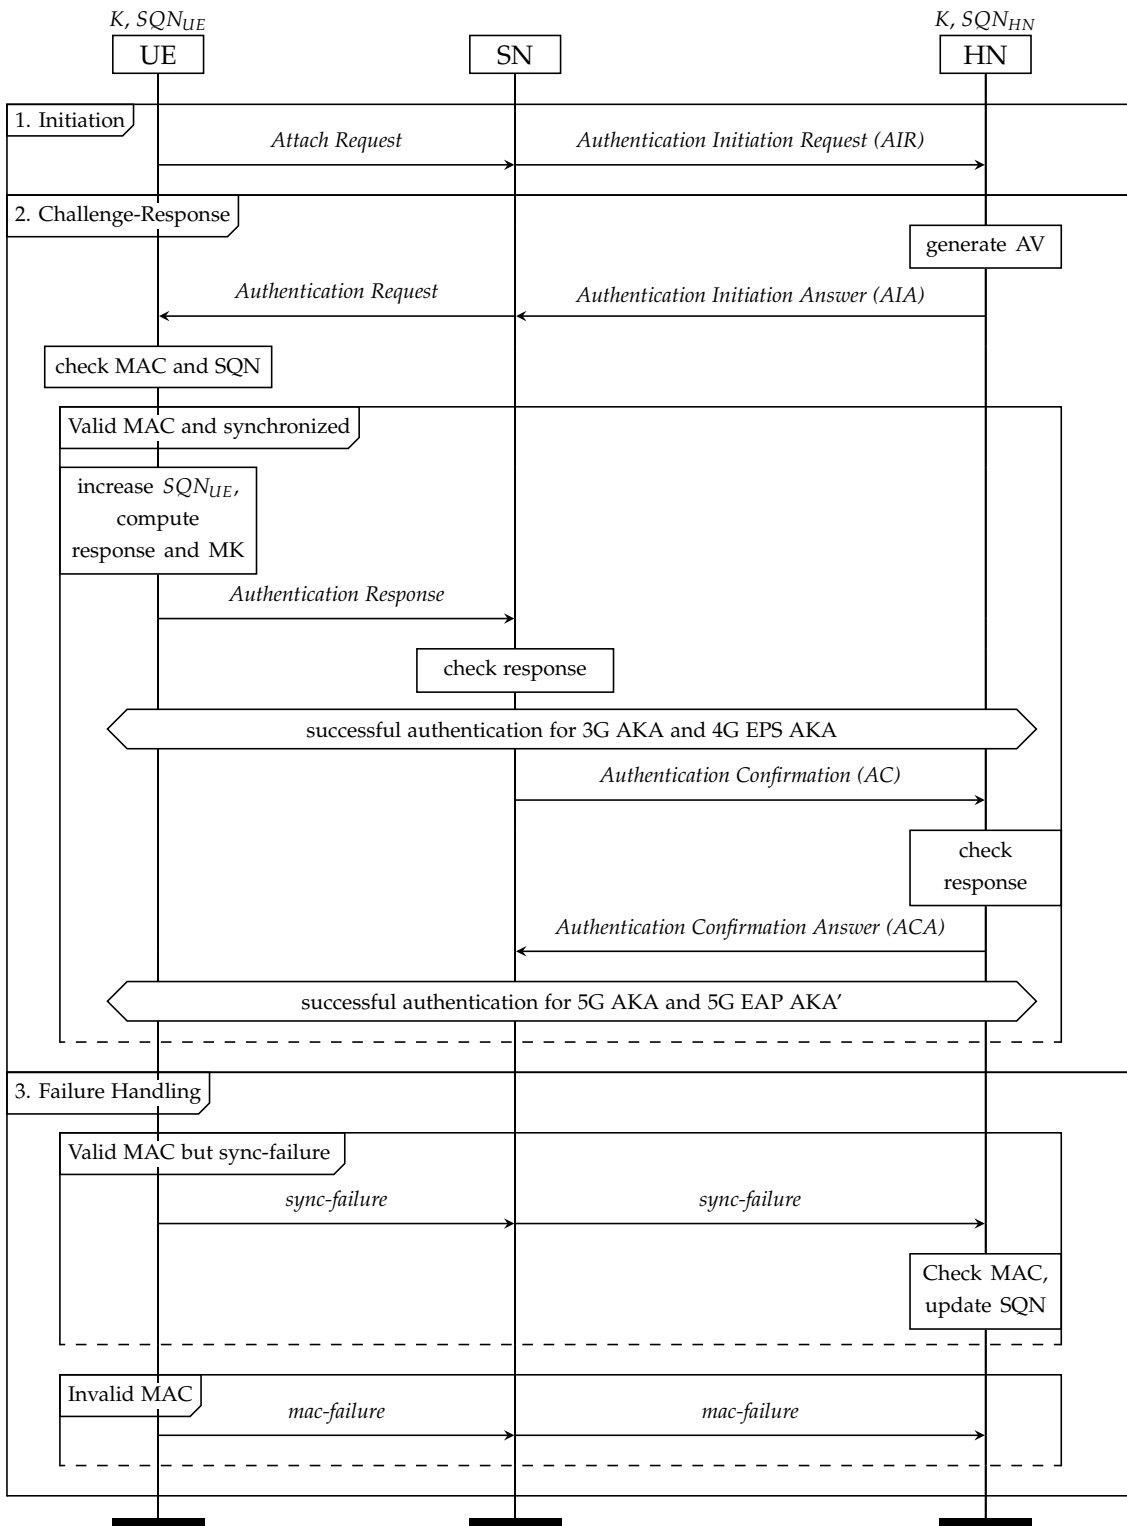 K, SQN_UE
K, SQN_HN
UE
SN
HN
1. Initiation
Attach Request
Authentication Initiation Request (AIR)
2. Challenge-Response
generate AV
Authentication Request
Authentication Initiation Answer (AIA)
check MAC and SQN
Valid MAC and synchronized
increase SQN_UE,
compute
response and MK
Authentication Response
check response
successful authentication for 3G AKA and 4G EPS AKA
Authentication Confirmation (AC)
check
response
Authentication Confirmation Answer (ACA)
successful authentication for 5G AKA and 5G EAP AKA’
3. Failure Handling
Valid MAC but sync-failure
sync-failure
sync-failure
Check MAC,
update SQN
Invalid MAC
mac-failure
mac-failure